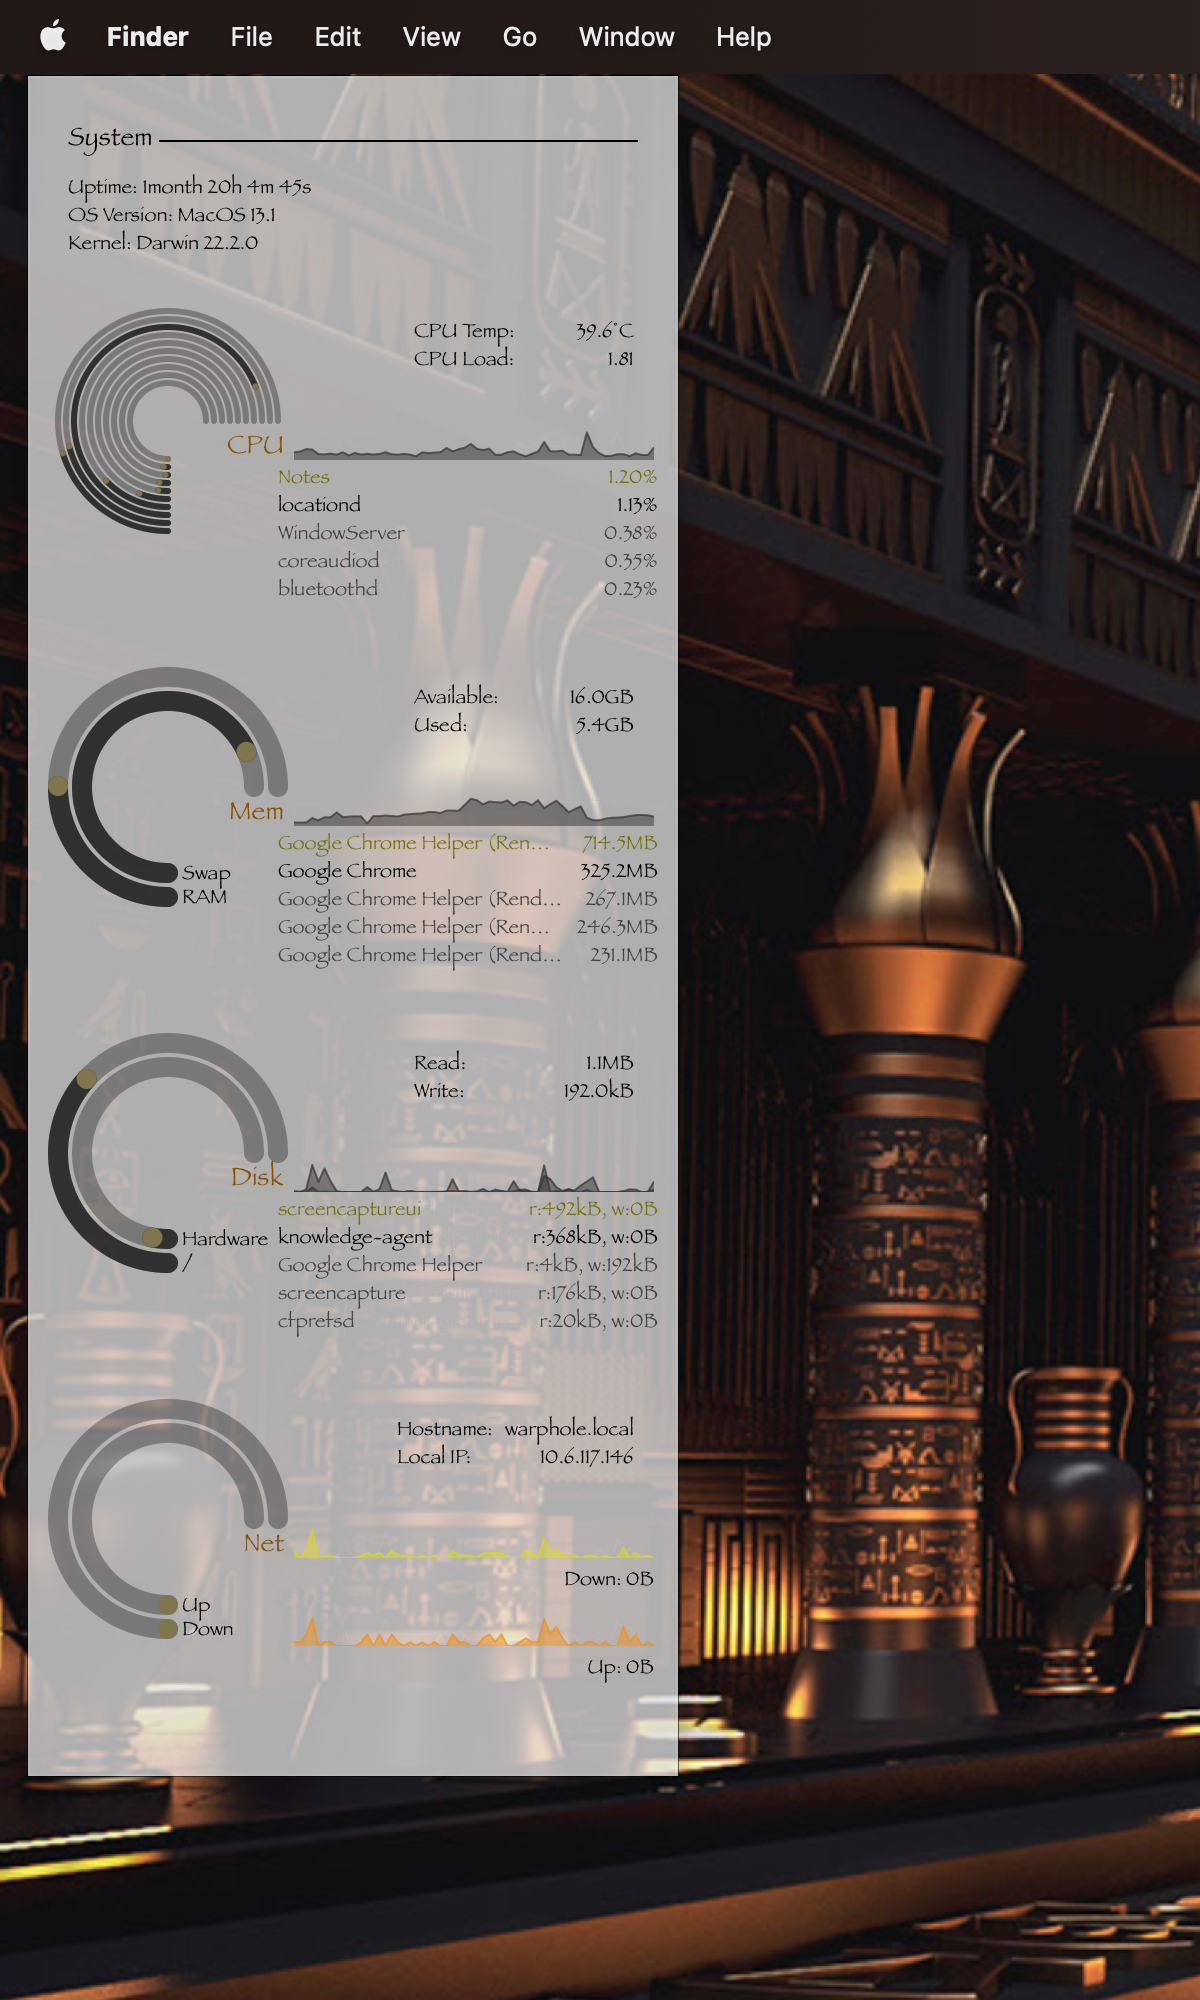 Finder File Edit View Go Window Help
System
Uptime: 1month 20h 4m 45s
OS Version: MacOS 13.1
Kernel: Darwin 22.2.0
CPU Temp: 39.6°C
CPU Load: 1.81
CPU
Notes 1.20%
locationd 1.13%
WindowServer 0.38%
coreaudiod 0.35%
bluetoothd 0.23%
Available: 16.0GB
Used: 5.4GB
Mem
Google Chrome Helper (Ren... 714.5MB
Swap Google Chrome 325.2MB
RAM Google Chrome Helper (Rend... 267.1MB
Google Chrome Helper (Ren... 246.3MB
Google Chrome Helper (Rend... 231.1MB
Read: 1.1MB
Write: 192.0kB
Disk
screencaptureui r:492kB, w:0B
Hardware knowledge-agent r:368kB, w:0B
/ Google Chrome Helper r:4kB, w:192kB
screencapture r:176kB, w:0B
cfprefsd r:20kB, w:0B
Hostname: warphole.local
Local IP: 10.6.117.146
Net
Down: 0B
Up
Down
Up: 0B